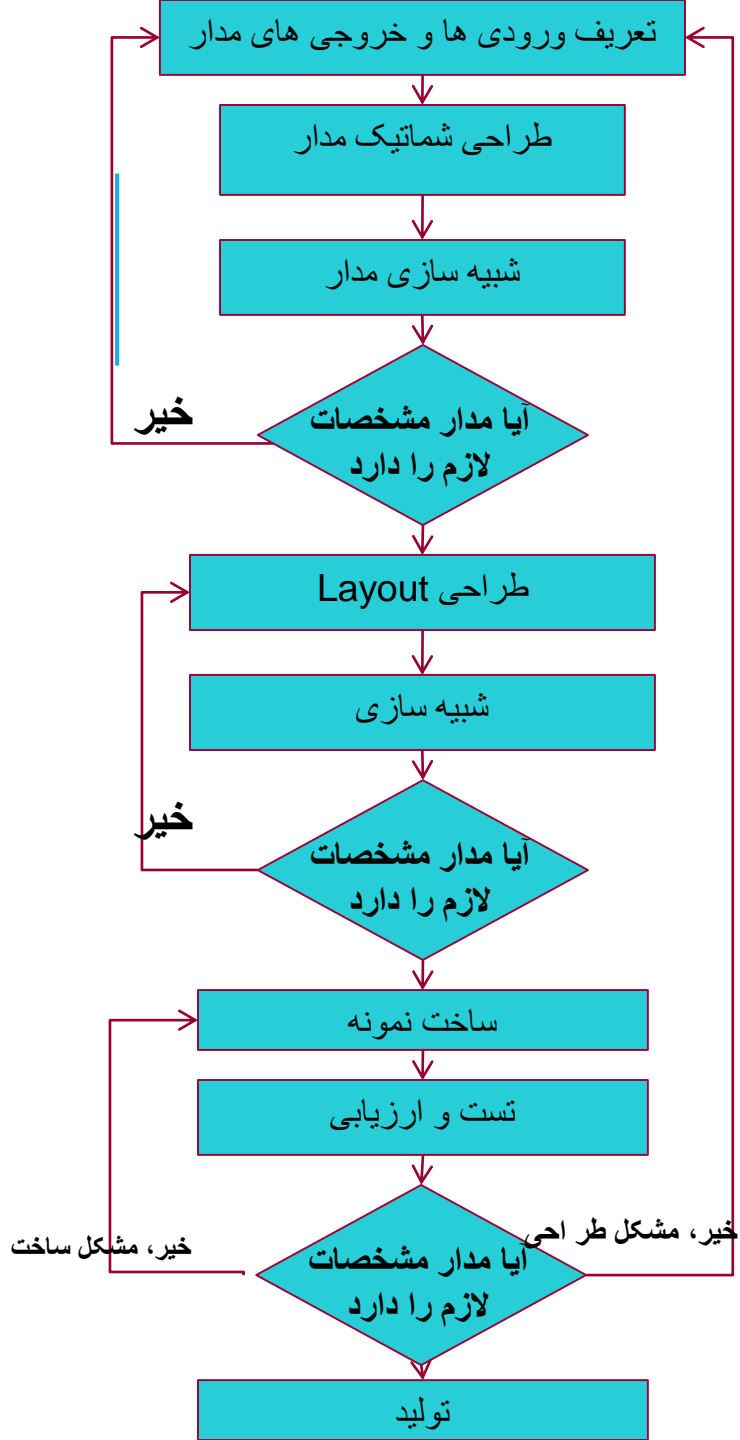 تعریف ورودی ها و خروجی های مدار
طراحی شماتیک مدار
شبیه سازی مدار
آیا مدار مشخصات
لازم را دارد
خیر
طراحی Layout
شبیه سازی
آیا مدار مشخصات
لازم را دارد
خیر
ساخت نمونه
تست و ارزیابی
خیر، مشکل طر احی
آیا مدار مشخصات
لازم را دارد
خیر، مشکل ساخت
تولید